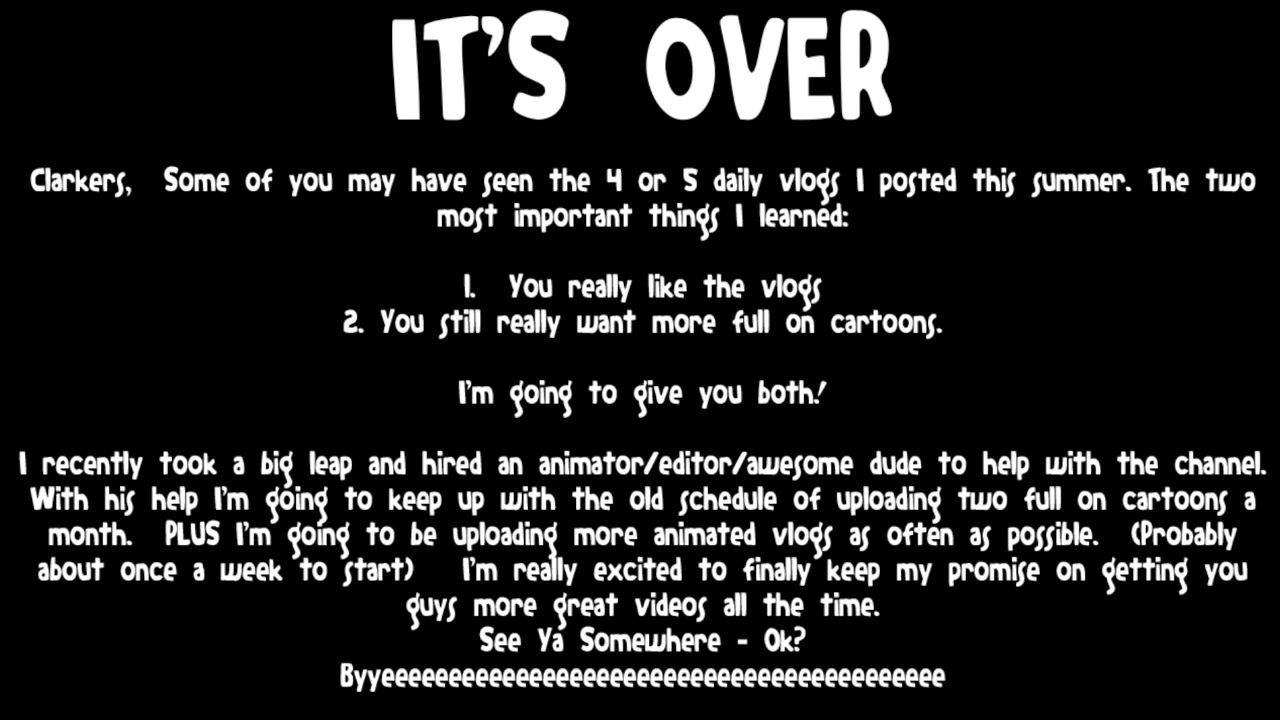 IT'S OVER
Clarkers, Some of you may have seen the 4 or 5 daily vlogs I posted this summer. The two
most important things I learned:
1. You really like the vlogs
2. You still really want more full on cartoons.
I'm going to give you both!
I recently took a big leap and hired an animator/editor/awesome dude to help with the channel.
With his help I'm going to keep up with the old schedule of uploading two full on cartoons a
month. PLUS I'm going to be uploading more animated vlogs as often as possible. (Probably
about once a week to start) I'm really excited to finally keep my promise on getting you
guys more great videos all the time.
See Ya Somewhere - Ok?
Byyeeeeeeeeeeeeeeeeeeeeeeeeeeeeeeeeeeeeeeeeee